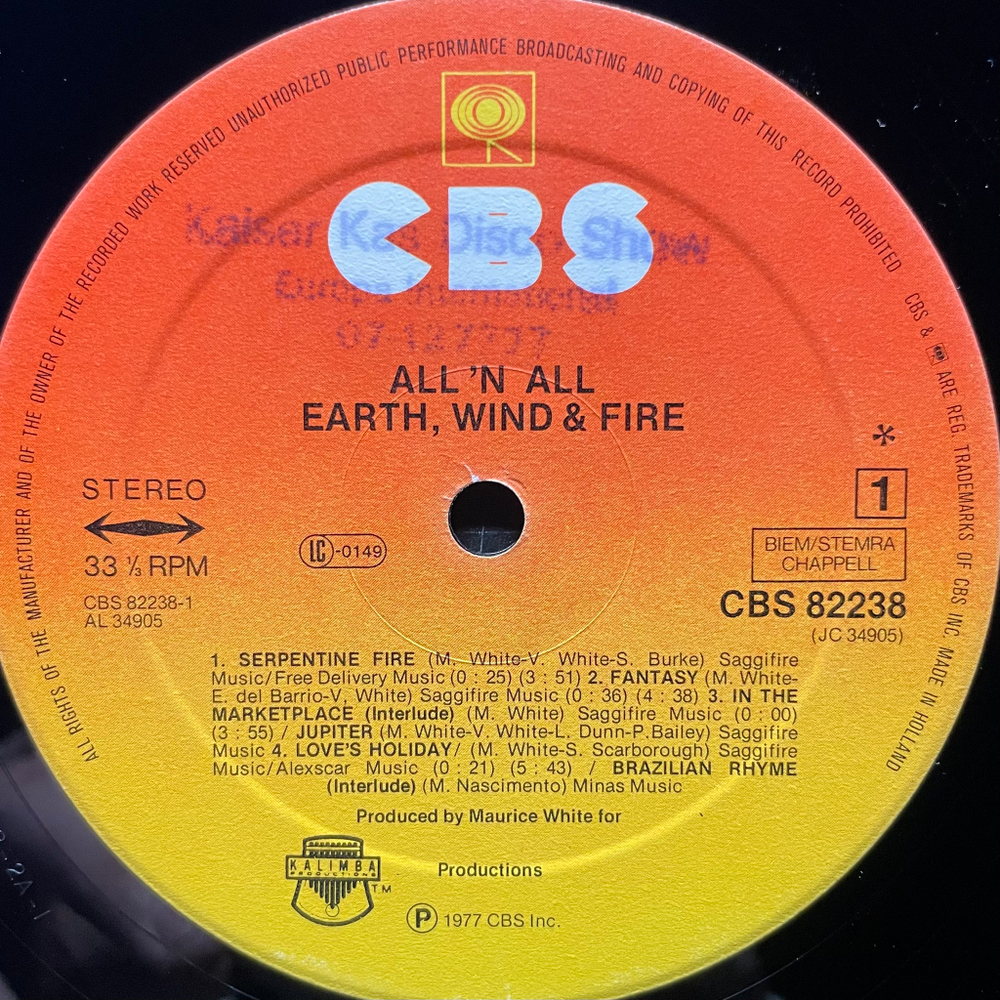 ALL RIGHTS OF THE MANUFACTURER AND OF THE OWNER OF THE RECORDED WORK RESERVED UNAUTHORIZED PUBLIC PERFORMANCE BROADCASTING AND COPYING OF THIS RECORD PROHIBITED
CBS & CBS ARE REG. TRADEMARKS OF CBS INC. MADE IN HOLLAND
CBS
Kaiser Kas Disco Show
Europa International
07-127777
ALL 'N ALL
EARTH, WIND & FIRE
*
STEREO
1
33 ⅓ RPM
LC-0149
BIEM/STEMRA
CHAPPELL
CBS 82238-1
AL 34905
CBS 82238
(JC 34905)
1. SERPENTINE FIRE (M. White-V. White-S. Burke) Saggifire
Music/Free Delivery Music (0 : 25) (3 : 51) 2. FANTASY (M. White-
E. del Barrio-V, White) Saggifire Music (0 : 36) (4 : 38) 3. IN THE
MARKETPLACE (Interlude) (M. White) Saggifire Music (0 : 00)
(3 : 55) / JUPITER (M. White-V. White-L. Dunn-P.Bailey) Saggifire
Music 4. LOVE'S HOLIDAY/ (M. White-S. Scarborough) Saggifire
Music/Alexscar Music (0 : 21) (5 : 43) / BRAZILIAN RHYME
(Interlude) (M. Nascimento) Minas Music
Produced by Maurice White for
KALIMBA
PRODUCTIONS
T.M
Productions
Ⓟ 1977 CBS Inc.